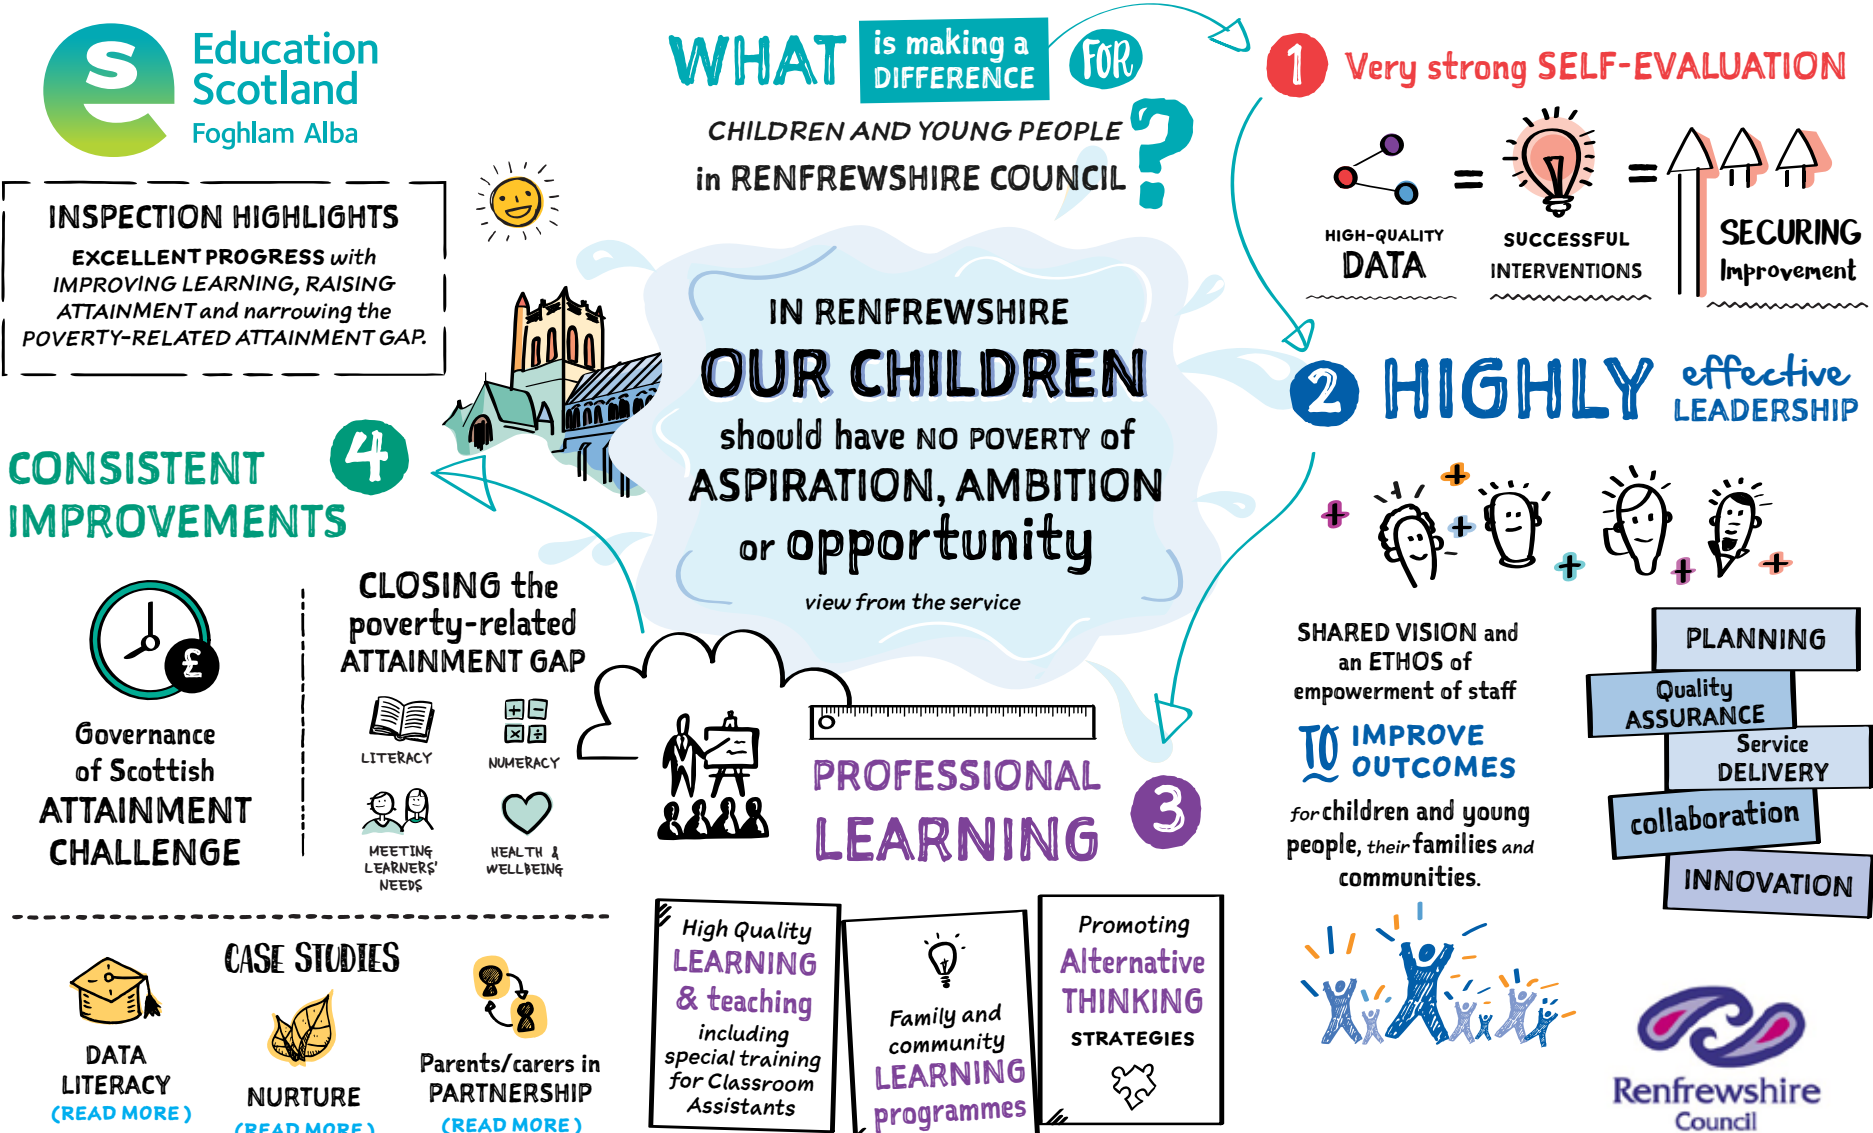 Education
Scotland
Foghlam Alba
WHAT is making a DIFFERENCE FOR
CHILDREN AND YOUNG PEOPLE
in RENFREWSHIRE COUNCIL ?
INSPECTION HIGHLIGHTS
EXCELLENT PROGRESS with
IMPROVING LEARNING, RAISING
ATTAINMENT and narrowing the
POVERTY-RELATED ATTAINMENT GAP.
IN RENFREWSHIRE
OUR CHILDREN
should have NO POVERTY of
ASPIRATION, AMBITION
or opportunity
view from the service
1 Very strong SELF-EVALUATION
= =
HIGH-QUALITY
DATA
SUCCESSFUL
INTERVENTIONS
SECURING
Improvement
2 HIGHLY effective
LEADERSHIP
+ + + + + +
SHARED VISION and
an ETHOS of
empowerment of staff
TO IMPROVE
OUTCOMES
for children and young
people, their families and
communities.
PLANNING
Quality
ASSURANCE
Service
DELIVERY
collaboration
INNOVATION
PROFESSIONAL
LEARNING
3
High Quality
LEARNING
& teaching
including
special training
for Classroom
Assistants
Family and
community
LEARNING
programmes
Promoting
Alternative
THINKING
STRATEGIES
4
CONSISTENT
IMPROVEMENTS
£
Governance
of Scottish
ATTAINMENT
CHALLENGE
CLOSING the
poverty-related
ATTAINMENT GAP
LITERACY
NUMERACY
MEETING
LEARNERS'
NEEDS
HEALTH &
WELLBEING
CASE STUDIES
DATA
LITERACY
(READ MORE)
NURTURE
(READ MORE)
Parents/carers in
PARTNERSHIP
(READ MORE)
Renfrewshire
Council